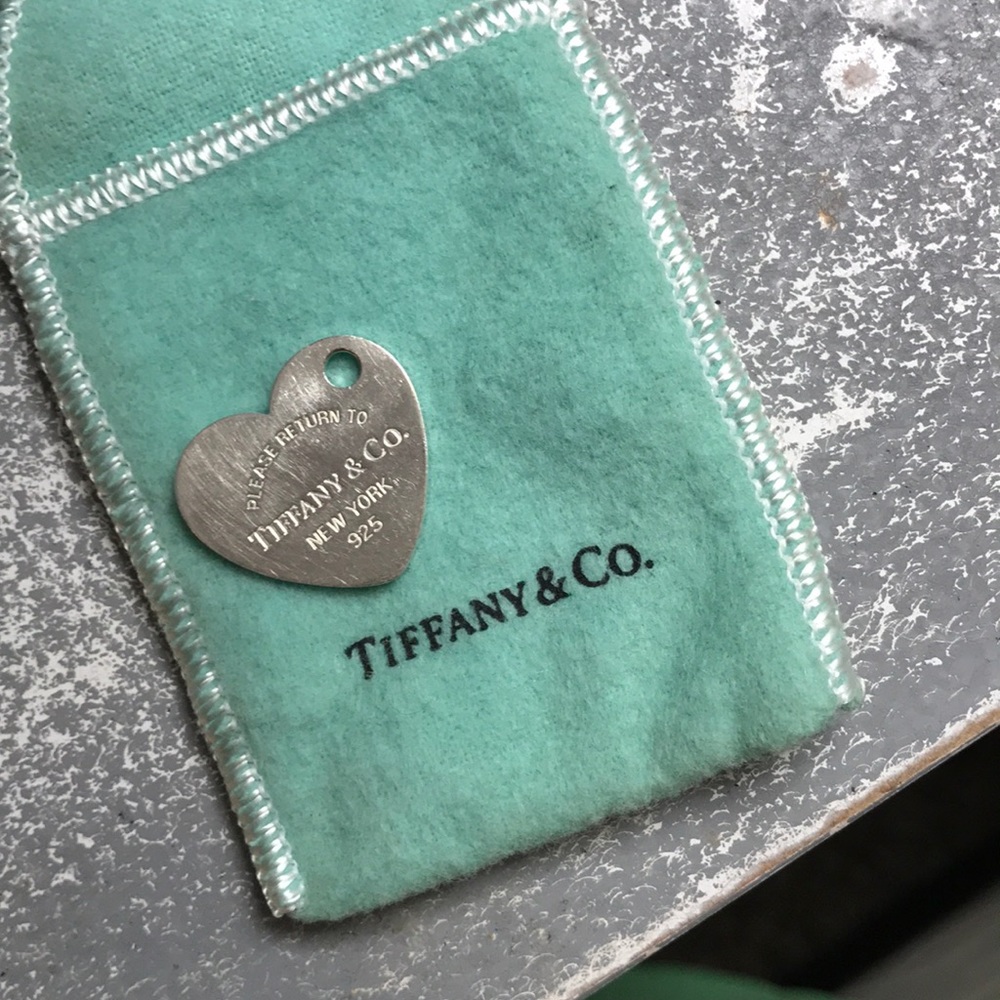 PLEASE RETURN TO
TIFFANY & CO.
NEW YORK
925
TIFFANY & CO.